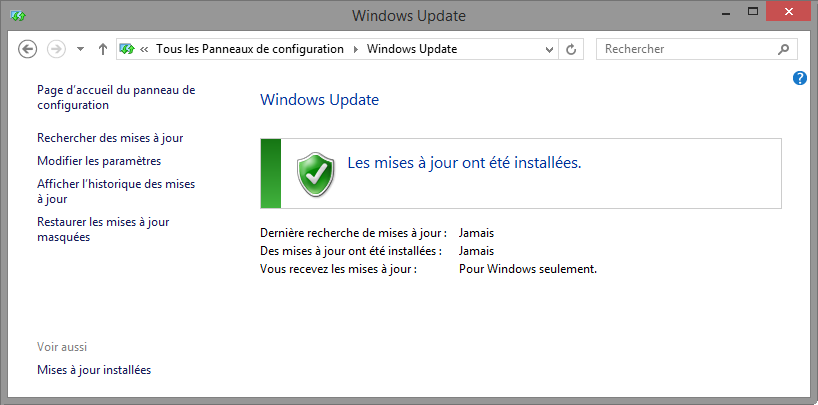 Windows Update
« Tous les Panneaux de configuration Windows Update
Rechercher
Page d'accueil du panneau de
configuration
Rechercher des mises à jour
Modifier les paramètres
Afficher l'historique des mises
à jour
Restaurer les mises à jour
masquées
Windows Update
Les mises à jour ont été installées.
Dernière recherche de mises à jour : Jamais
Des mises à jour ont été installées : Jamais
Vous recevez les mises à jour : Pour Windows seulement.
Voir aussi
Mises à jour installées